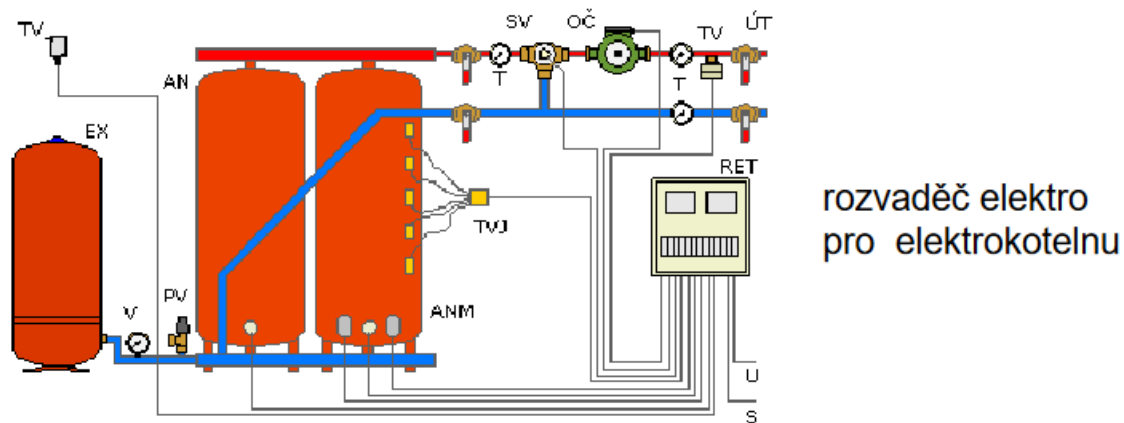 TV
SV
OČ
TV
ÚT
T
T
AN
EX
RET
rozvaděč elektro
pro elektrokotelnu
TVJ
V
PV
ANM
U
S